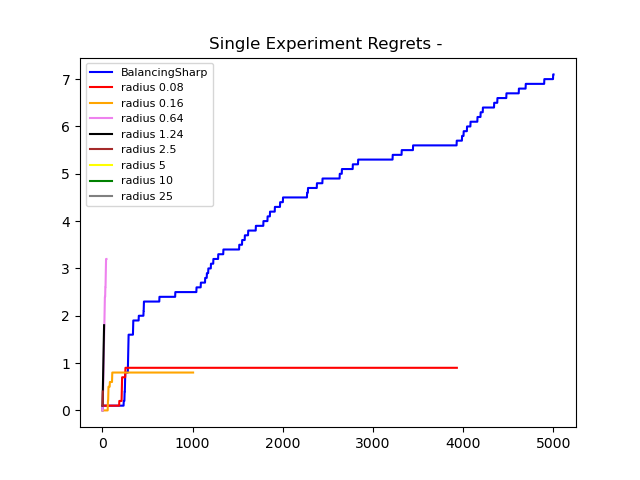 Single Experiment Regrets -
7
6
5
4
3
2
1
0
BalancingSharp
radius 0.08
radius 0.16
radius 0.64
radius 1.24
radius 2.5
radius 5
radius 10
radius 25
0 1000 2000 3000 4000 5000